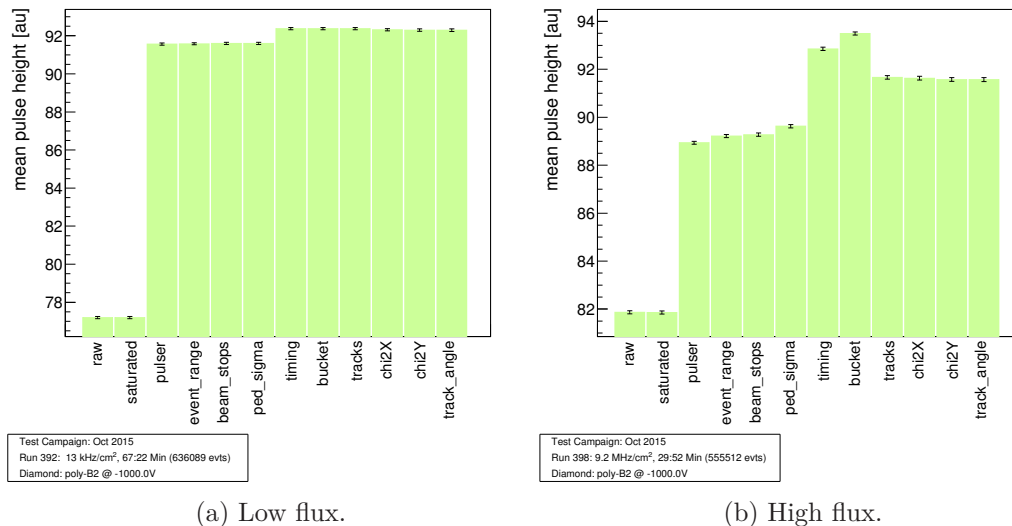 mean pulse height [au]
92
90
88
86
84
82
80
78
raw
saturated
pulser
event_range
beam_stops
ped_sigma
timing
bucket
tracks
chi2X
chi2Y
track_angle
Test Campaign: Oct 2015
Run 392: 13 kHz/cm², 67:22 Min (636089 evts)
Diamond: poly-B2 @ -1000.0V
(a) Low flux.
mean pulse height [au]
94
92
90
88
86
84
82
raw
saturated
pulser
event_range
beam_stops
ped_sigma
timing
bucket
tracks
chi2X
chi2Y
track_angle
Test Campaign: Oct 2015
Run 398: 9.2 MHz/cm², 29:52 Min (555512 evts)
Diamond: poly-B2 @ -1000.0V
(b) High flux.